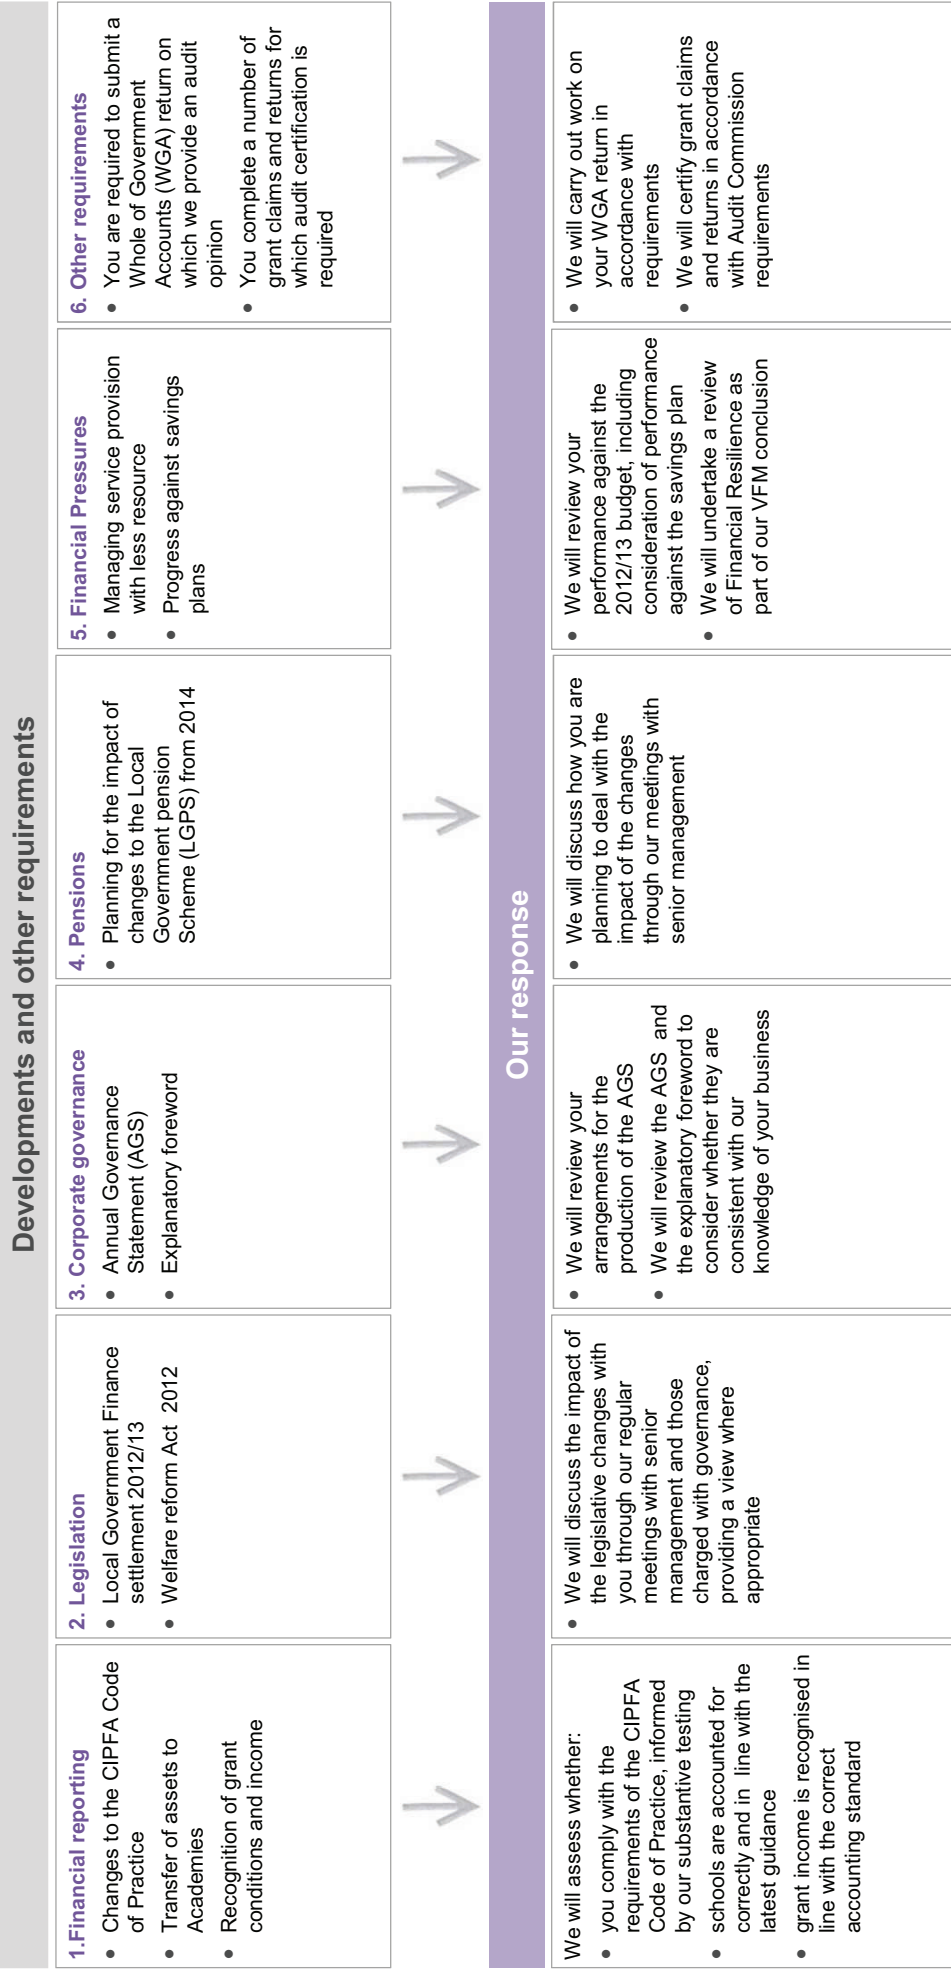 Developments and other requirements
1.Financial reporting
• Changes to the CIPFA Code
of Practice
• Transfer of assets to
Academies
• Recognition of grant
conditions and income
2. Legislation
• Local Government Finance
settlement 2012/13
• Welfare reform Act 2012
3. Corporate governance
• Annual Governance
Statement (AGS)
• Explanatory foreword
4. Pensions
• Planning for the impact of
changes to the Local
Government pension
Scheme (LGPS) from 2014
5. Financial Pressures
• Managing service provision
with less resource
• Progress against savings
plans
6. Other requirements
• You are required to submit a
Whole of Government
Accounts (WGA) return on
which we provide an audit
opinion
• You complete a number of
grant claims and returns for
which audit certification is
required
Our response
We will assess whether:
• you comply with the
requirements of the CIPFA
Code of Practice, informed
by our substantive testing
• schools are accounted for
correctly and in line with the
latest guidance
• grant income is recognised in
line with the correct
accounting standard
• We will discuss the impact of
the legislative changes with
you through our regular
meetings with senior
management and those
charged with governance,
providing a view where
appropriate
• We will review your
arrangements for the
production of the AGS
• We will review the AGS and
the explanatory foreword to
consider whether they are
consistent with our
knowledge of your business
• We will discuss how you are
planning to deal with the
impact of the changes
through our meetings with
senior management
• We will review your
performance against the
2012/13 budget, including
consideration of performance
against the savings plan
• We will undertake a review
of Financial Resilience as
part of our VFM conclusion
• We will carry out work on
your WGA return in
accordance with
requirements
• We will certify grant claims
and returns in accordance
with Audit Commission
requirements